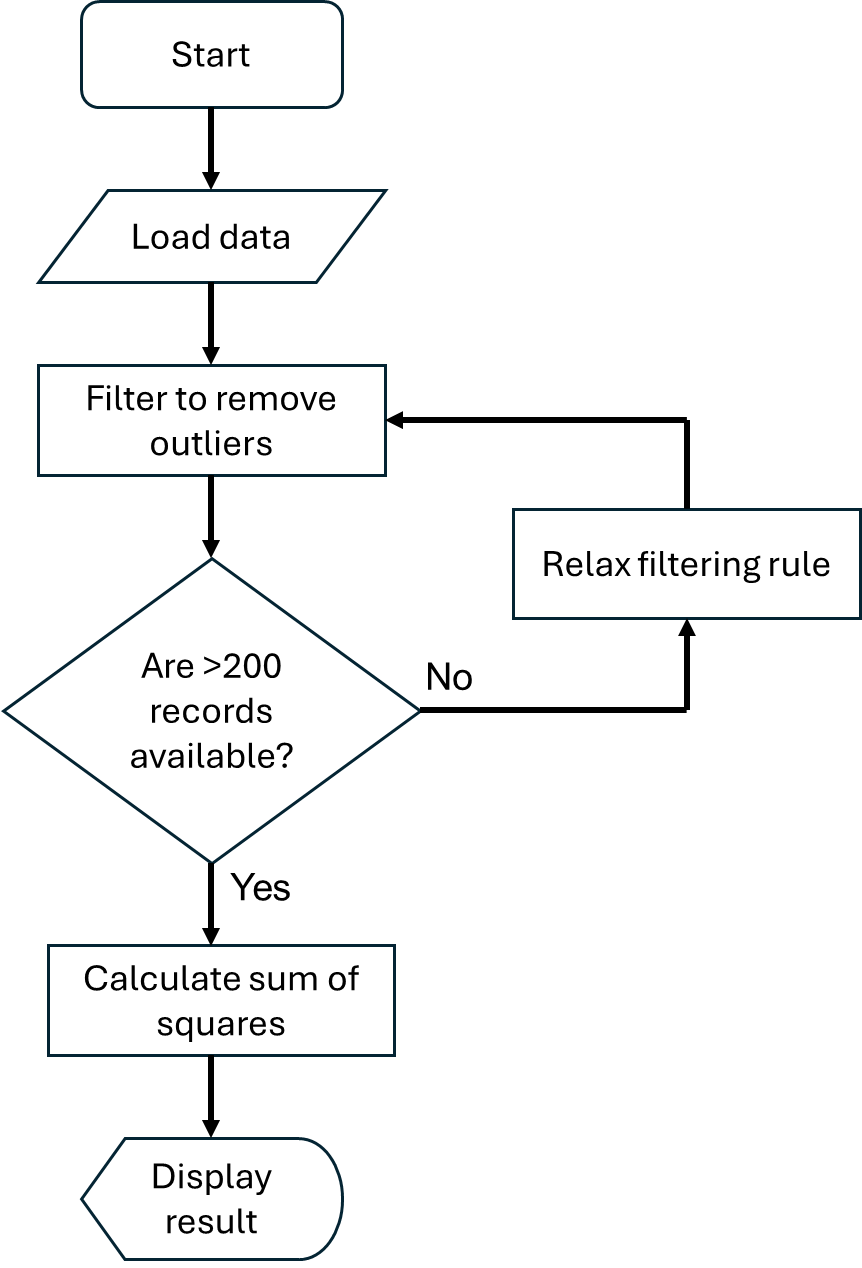 Start
Load data
Filter to remove
outliers
Relax filtering rule
Are >200
records
available?
No
Yes
Calculate sum of
squares
Display
result